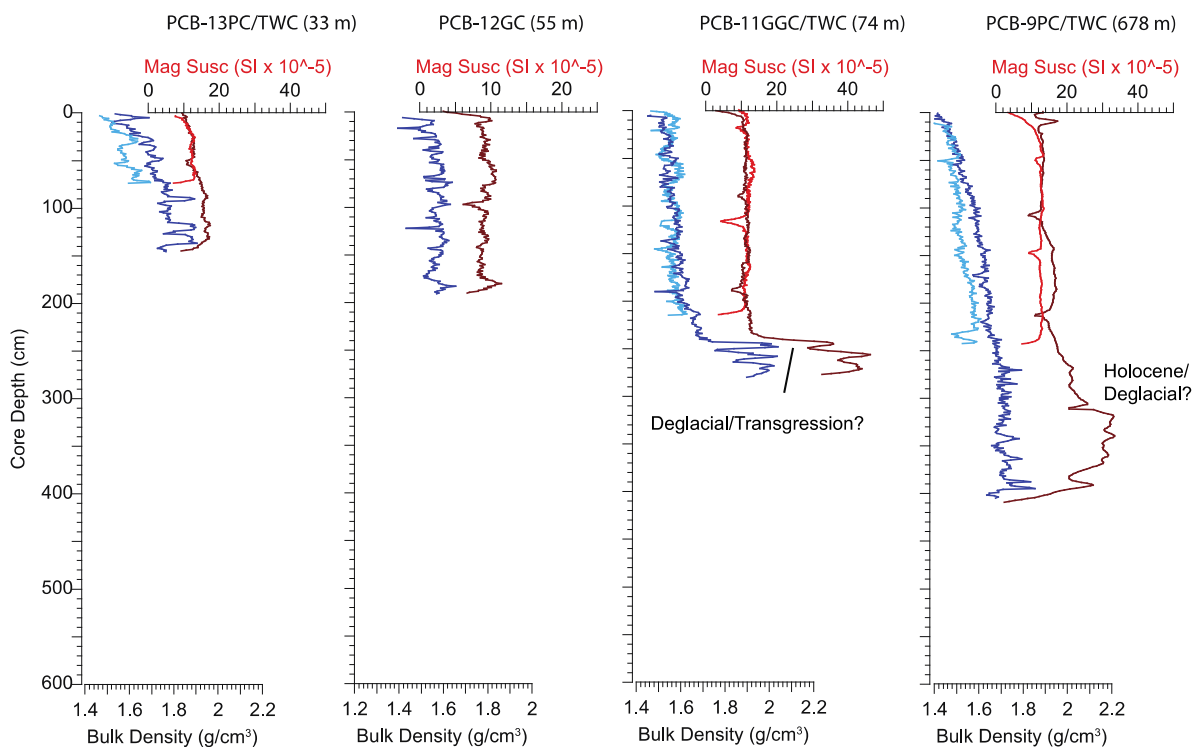 PCB-13PC/TWC (33 m) PCB-12GC (55 m) PCB-11GGC/TWC (74 m) PCB-9PC/TWC (678 m)
Mag Susc (SI x 10^-5) Mag Susc (SI x 10^-5) Mag Susc (SI x 10^-5) Mag Susc (SI x 10^-5)
0 20 40 0 10 20 0 20 40 0 20 40
0
100
200
300
400
500
600
Core Depth (cm)
Holocene/
Deglacial?
Deglacial/Transgression?
1.4 1.6 1.8 2 2.2 1.2 1.4 1.6 1.8 2 1.4 1.6 1.8 2 2.2 1.4 1.6 1.8 2 2.2
Bulk Density (g/cm³) Bulk Density (g/cm³) Bulk Density (g/cm³) Bulk Density (g/cm³)